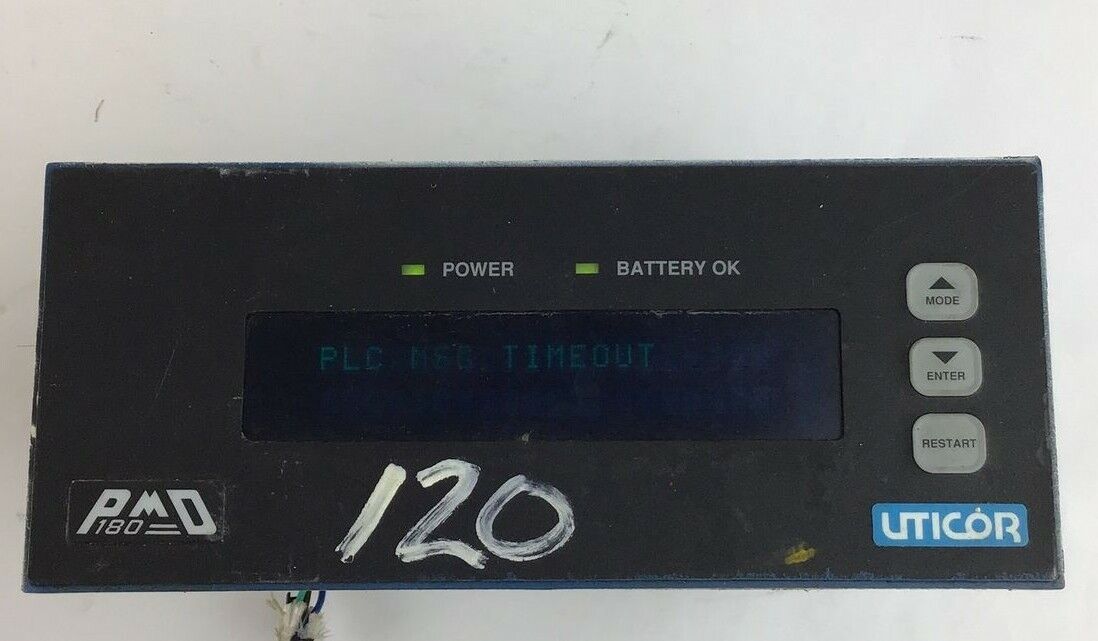 POWER BATTERY OK
MODE
PLC MSG TIMEOUT
ENTER
RESTART
PMD
180
120
UTICOR